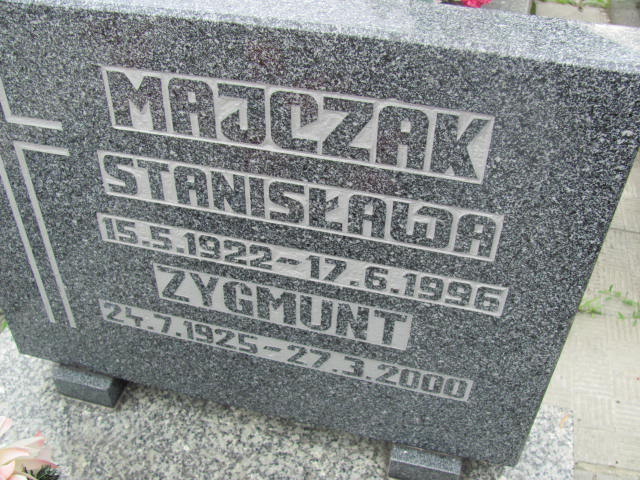 MAJCZAK
STANISŁAWA
15.5.1922-17.6.1996
ZYGMUNT
24.7.1925-27.3.2000